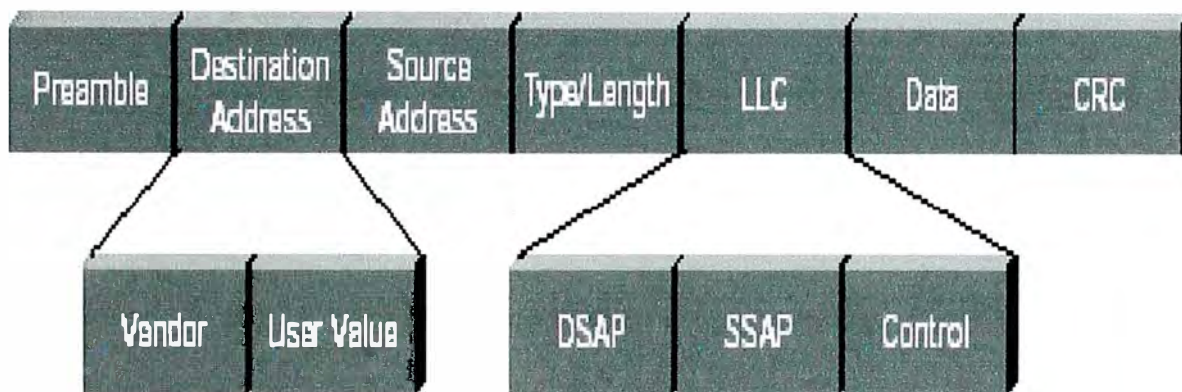 Preamble
Destination
Address
Source
Address
Type/Length
LLC
Data
CRC
Vendor
User Value
DSAP
SSAP
Control